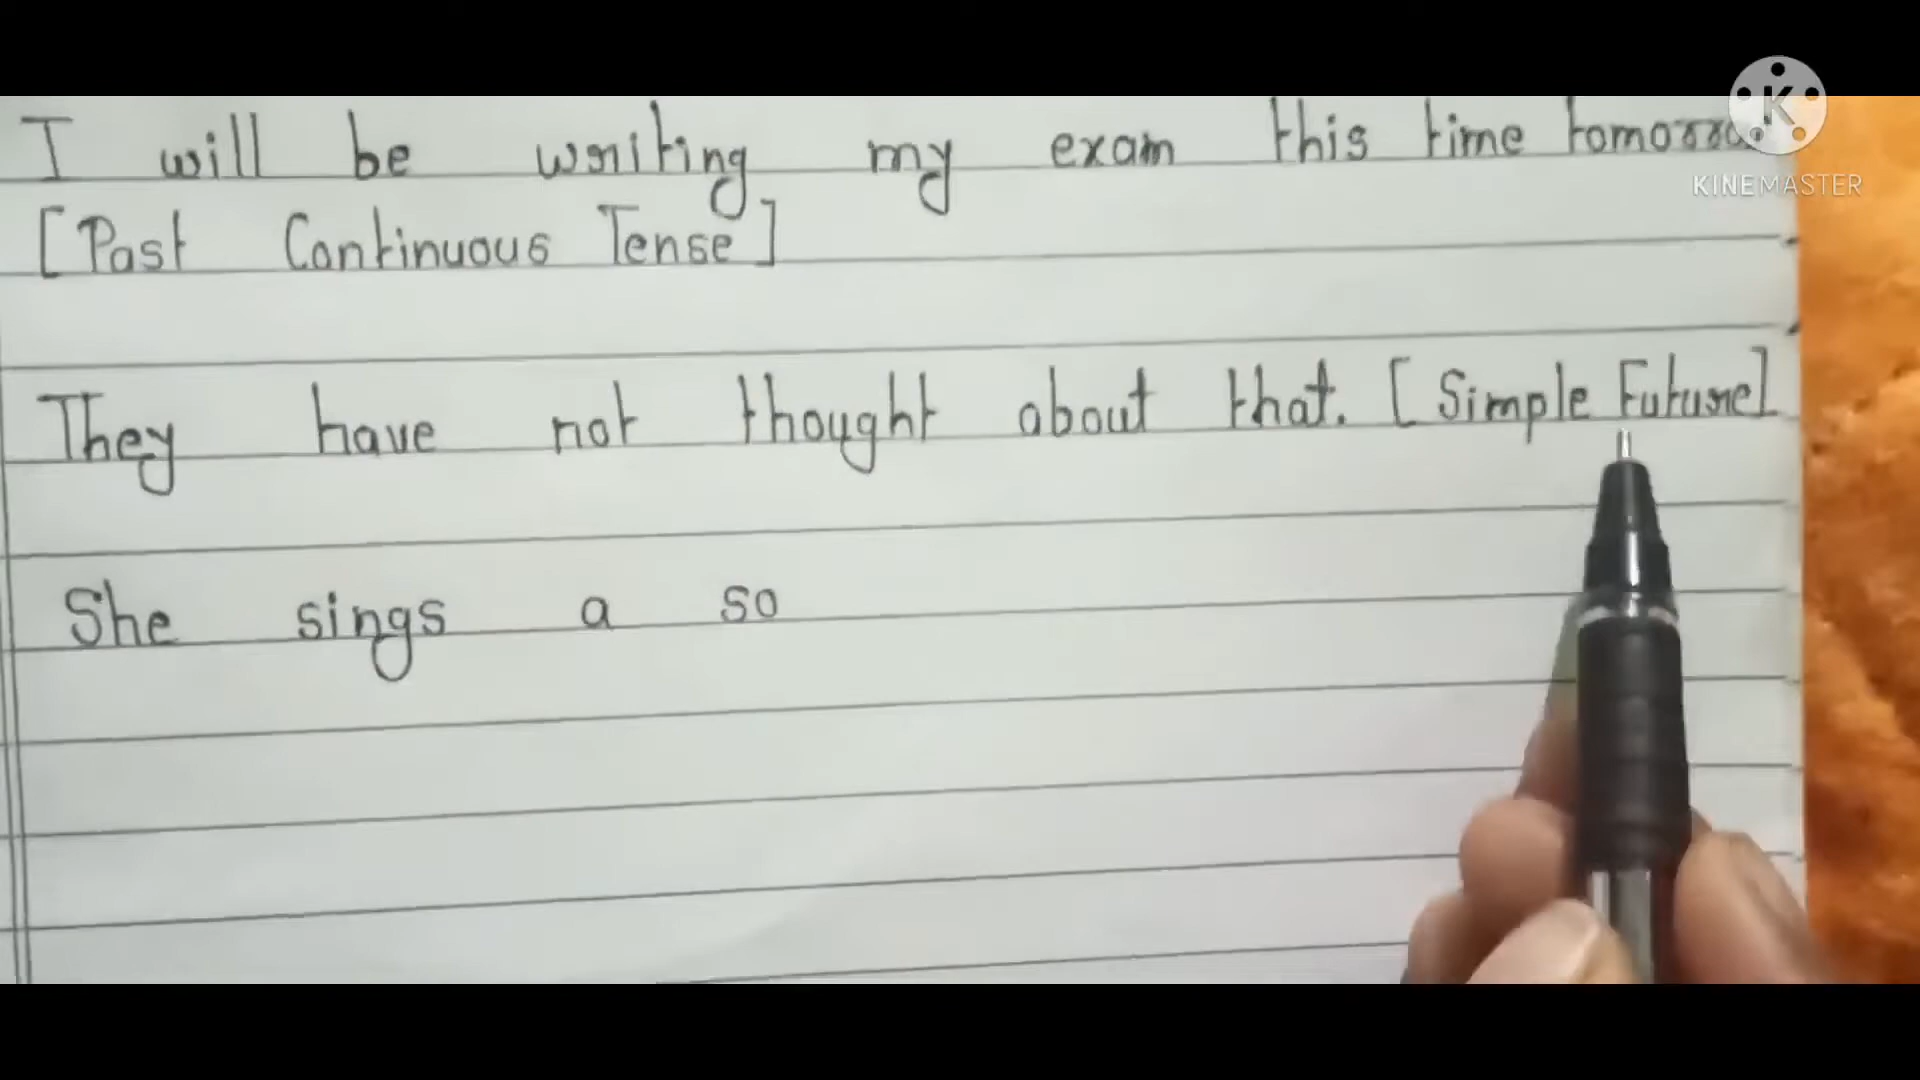 I will be writing my exam this time tomorro
[Past Continuous Tense]
They have not thought about that. [Simple Future]
She sings a so
KINEMASTER